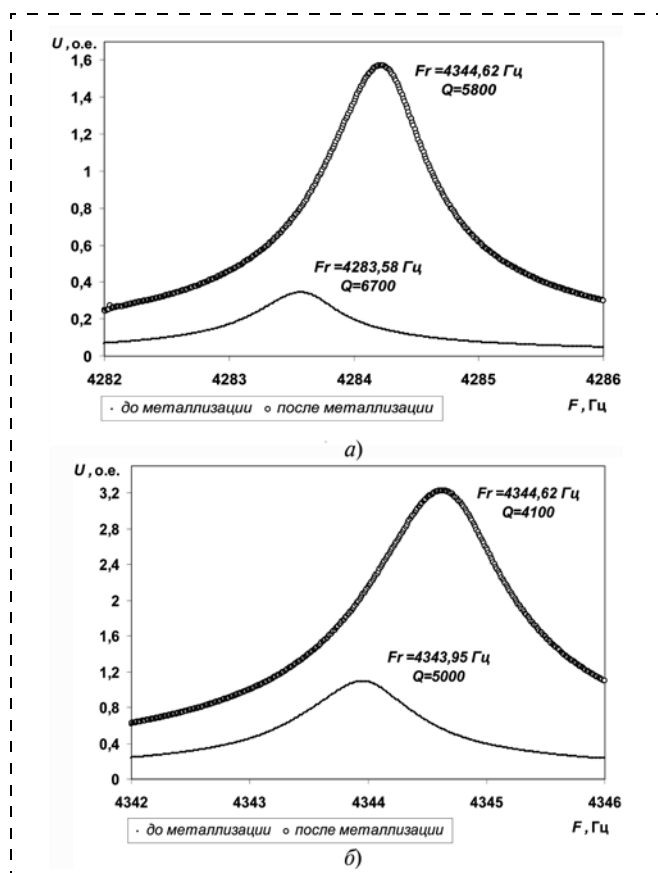 U, о.е.
1,6
1,4
1,2
1
0,8
0,6
0,4
0,2
0
Fr =4344,62 Гц
Q=5800
Fr =4283,58 Гц
Q=6700
4282 4283 4284 4285 4286
· до металлизации ○ после металлизации
F, Гц
а)
U, о.е.
3,2
2,8
2,4
2
1,6
1,2
0,8
0,4
0
Fr =4344,62 Гц
Q=4100
Fr =4343,95 Гц
Q=5000
4342 4343 4344 4345 4346
· до металлизации ○ после металлизации
F, Гц
б)